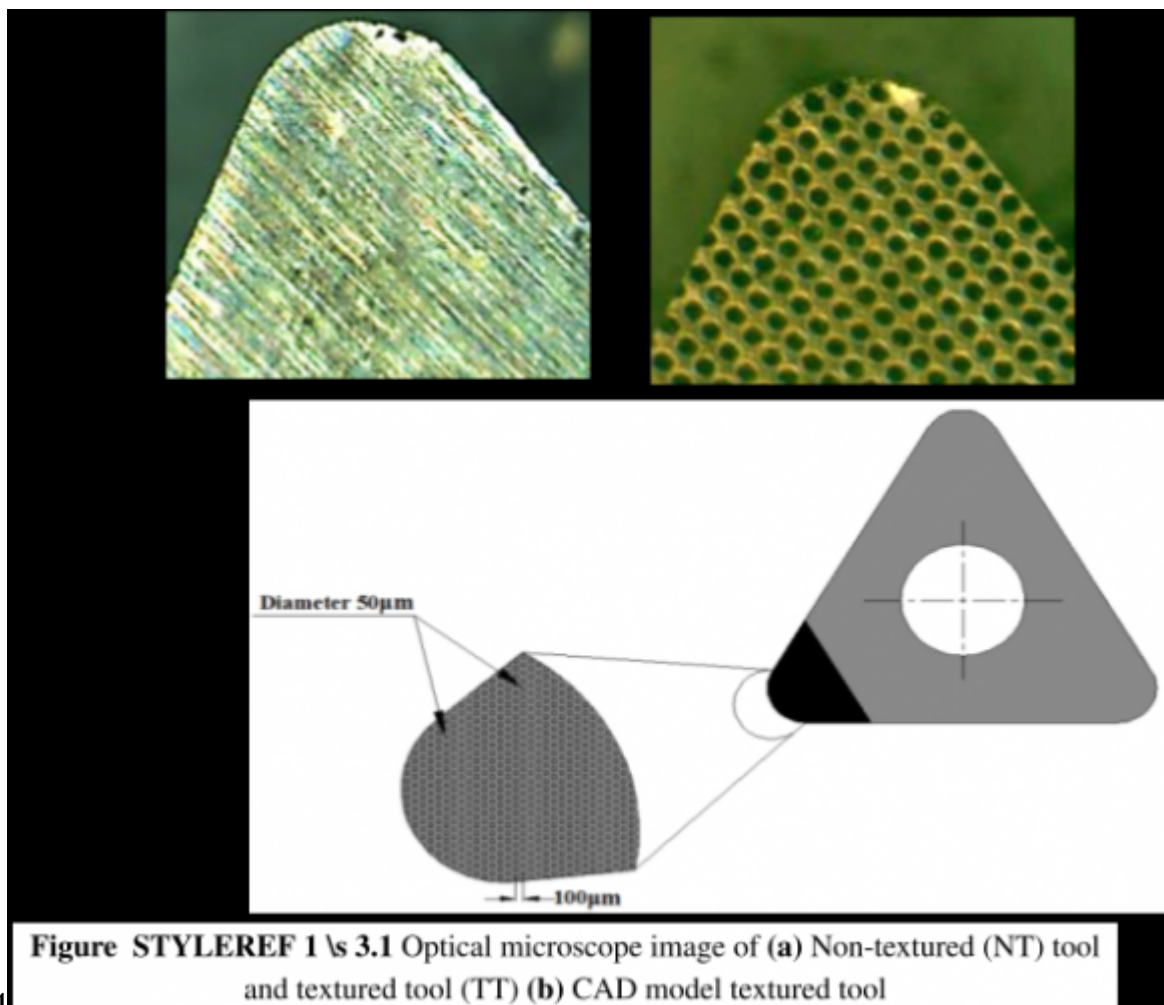 Diameter 50μm
100μm
Figure STYLEREF 1 \s 3.1 Optical microscope image of (a) Non-textured (NT) tool
and textured tool (TT) (b) CAD model textured tool